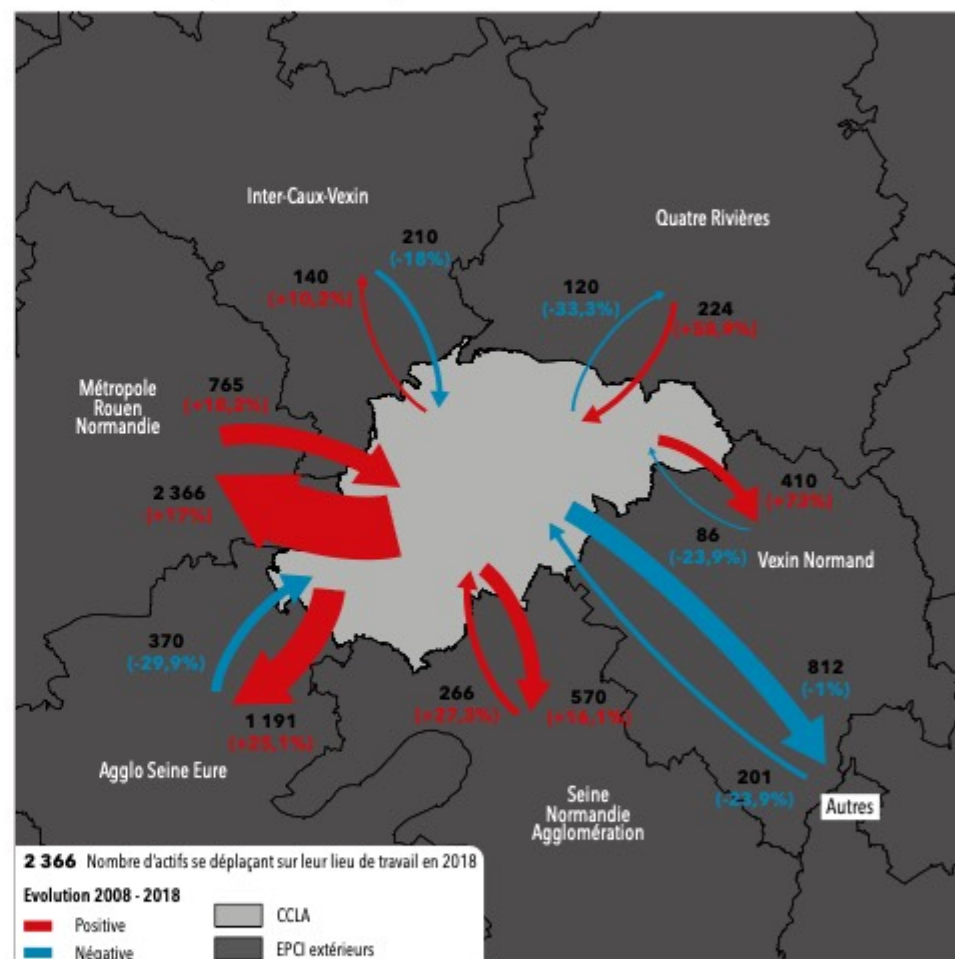 Inter-Caux-Vexin
Quatre Rivières
210
(-18%)
140
(+10,2%)
120
(-33,3%)
224
(+58,9%)
Métropole
Rouen
Normandie
765
(+18,2%)
2 366
(+17%)
410
(+73%)
86
(-23,9%)
Vexin Normand
370
(-29,9%)
1 191
(+25,1%)
266
(+27,3%)
570
(+16,1%)
812
(-1%)
Agglo Seine Eure
201
(-23,9%)
Autres
Seine
Normandie
Agglomération
2 366 Nombre d'actifs se déplaçant sur leur lieu de travail en 2018
Evolution 2008 - 2018
Positive
CCLA
Négative
EPCI extérieurs